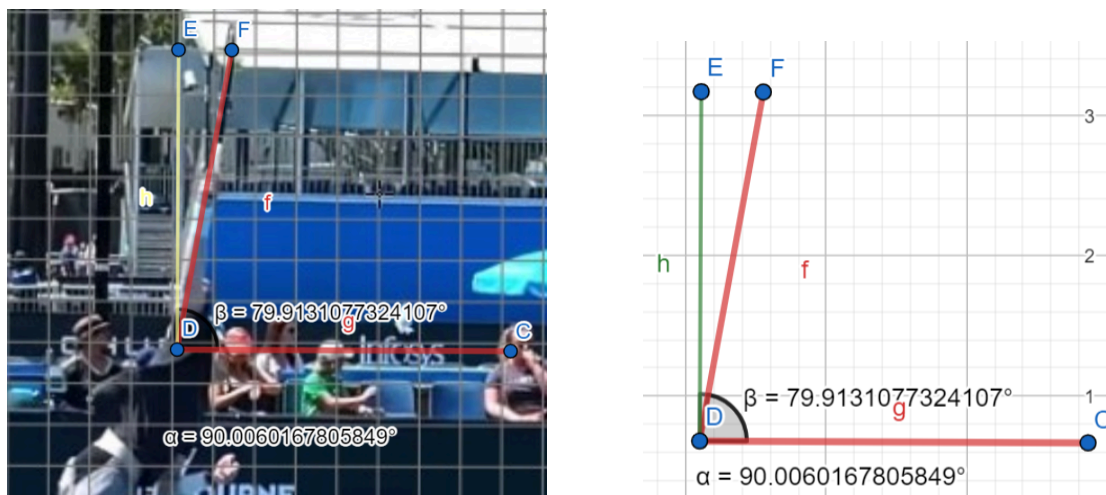 E
F
h
f
β = 79.9131077324107°
D
g
C
infosys
α = 90.0060167805849°
E
F
3
2
h
f
1
β = 79.9131077324107°
D
g
C
α = 90.0060167805849°